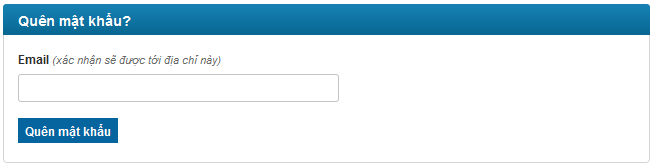 Quên mật khẩu?
Email (xác nhận sẽ được tới địa chỉ này)
Quên mật khẩu